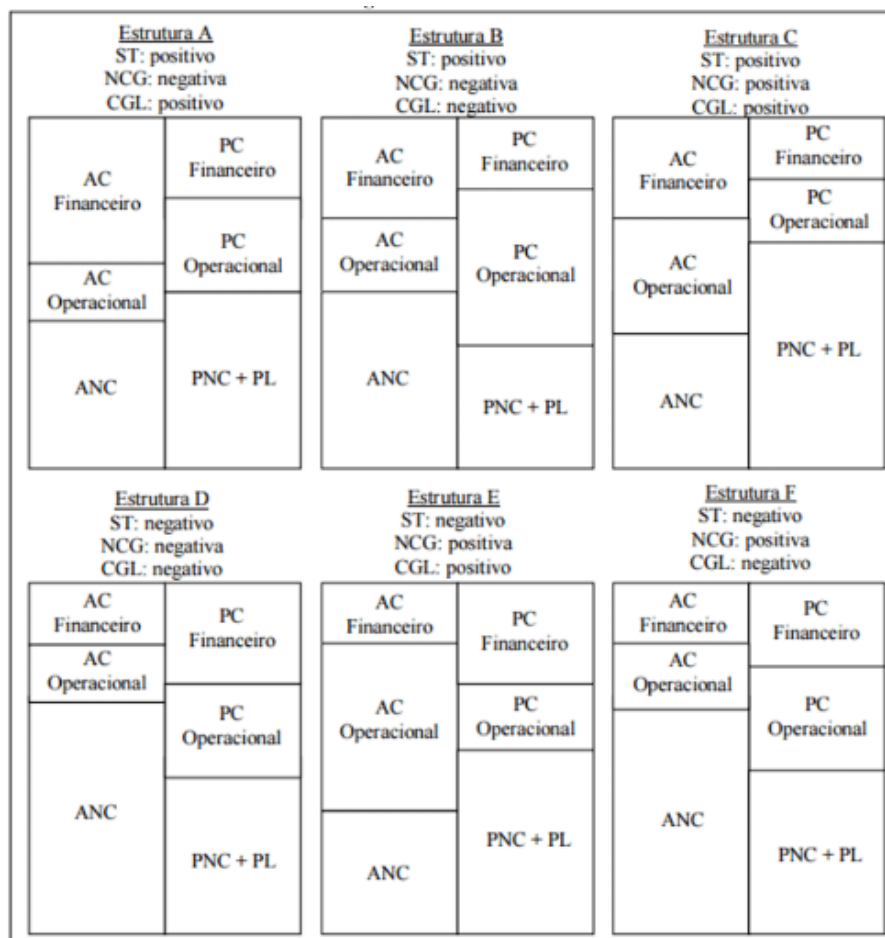 Estrutura A
ST: positivo
NCG: negativa
CGL: positivo
AC
Financeiro
AC
Operacional
ANC
PC
Financeiro
PC
Operacional
PNC + PL
Estrutura B
ST: positivo
NCG: negativa
CGL: negativo
AC
Financeiro
AC
Operacional
ANC
PC
Financeiro
PC
Operacional
PNC + PL
Estrutura C
ST: positivo
NCG: positiva
CGL: positivo
AC
Financeiro
AC
Operacional
ANC
PC
Financeiro
PC
Operacional
PNC + PL
Estrutura D
ST: negativo
NCG: negativa
CGL: negativo
AC
Financeiro
AC
Operacional
ANC
PC
Financeiro
PC
Operacional
PNC + PL
Estrutura E
ST: negativo
NCG: positiva
CGL: positivo
AC
Financeiro
AC
Operacional
ANC
PC
Financeiro
PC
Operacional
PNC + PL
Estrutura F
ST: negativo
NCG: positiva
CGL: negativo
AC
Financeiro
AC
Operacional
ANC
PC
Financeiro
PC
Operacional
PNC + PL